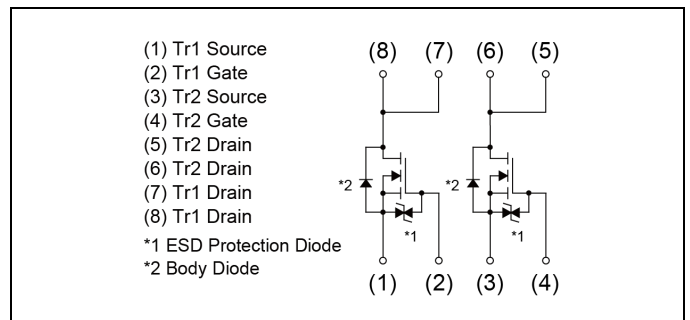 (1) Tr1 Source
(2) Tr1 Gate
(3) Tr2 Source
(4) Tr2 Gate
(5) Tr2 Drain
(6) Tr2 Drain
(7) Tr1 Drain
(8) Tr1 Drain
*1 ESD Protection Diode
*2 Body Diode
(8) (7) (6) (5)
*2 *2
*1 *1
(1) (2) (3) (4)